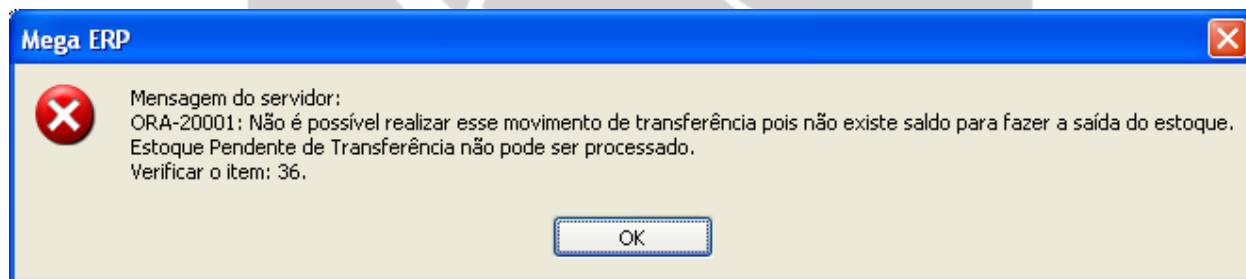 Mega ERP
Mensagem do servidor:
ORA-20001: Não é possível realizar esse movimento de transferência pois não existe saldo para fazer a saída do estoque.
Estoque Pendente de Transferência não pode ser processado.
Verificar o item: 36.
OK